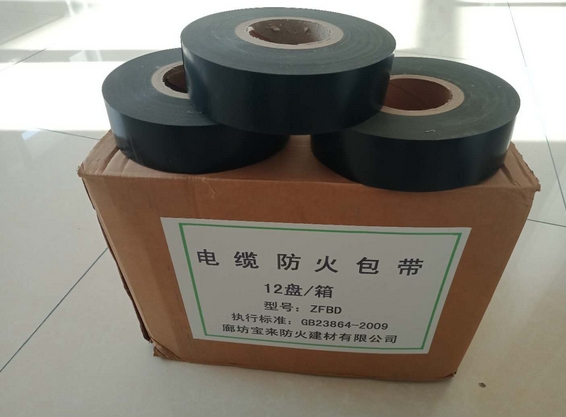 电缆防火包带
12盘/箱
型号：ZFBD
执行标准：GB23864-2009
廊坊宝来防火建材有限公司